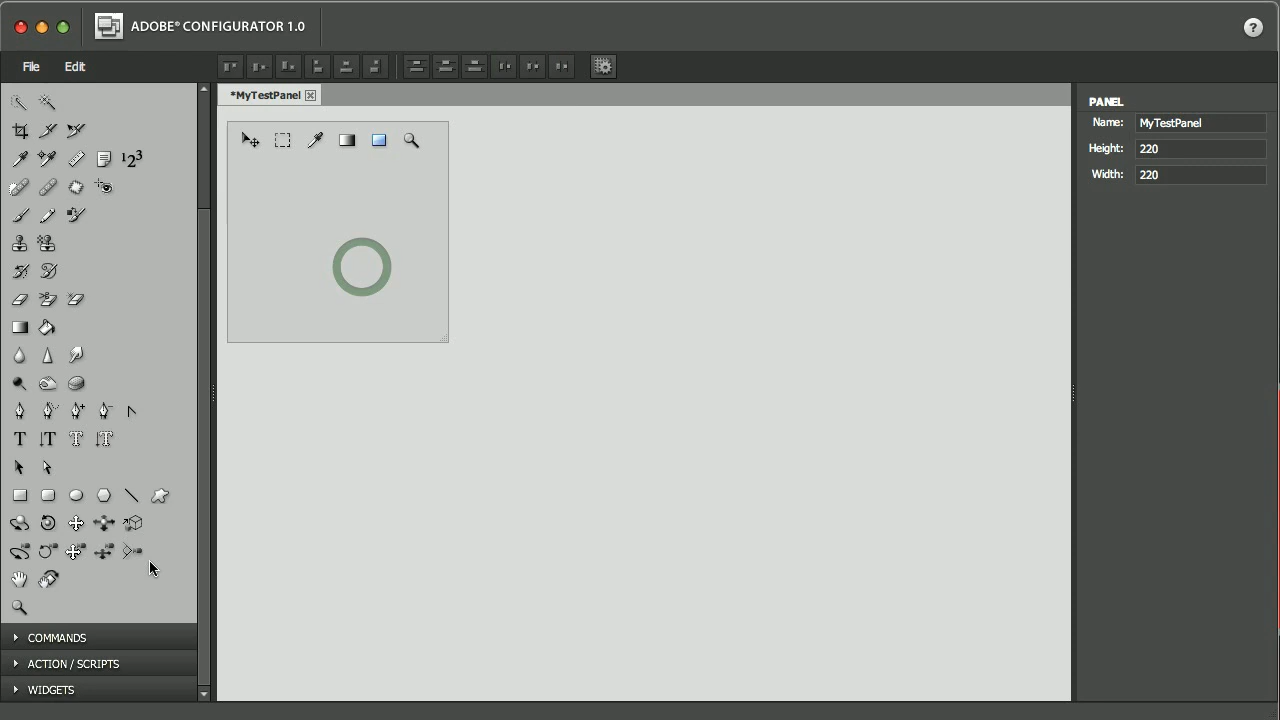 ADOBE® CONFIGURATOR 1.0
?
File Edit
*MyTestPanel
PANEL
Name: MyTestPanel
Height: 220
Width: 220
123
T T T T
COMMANDS
ACTION / SCRIPTS
WIDGETS